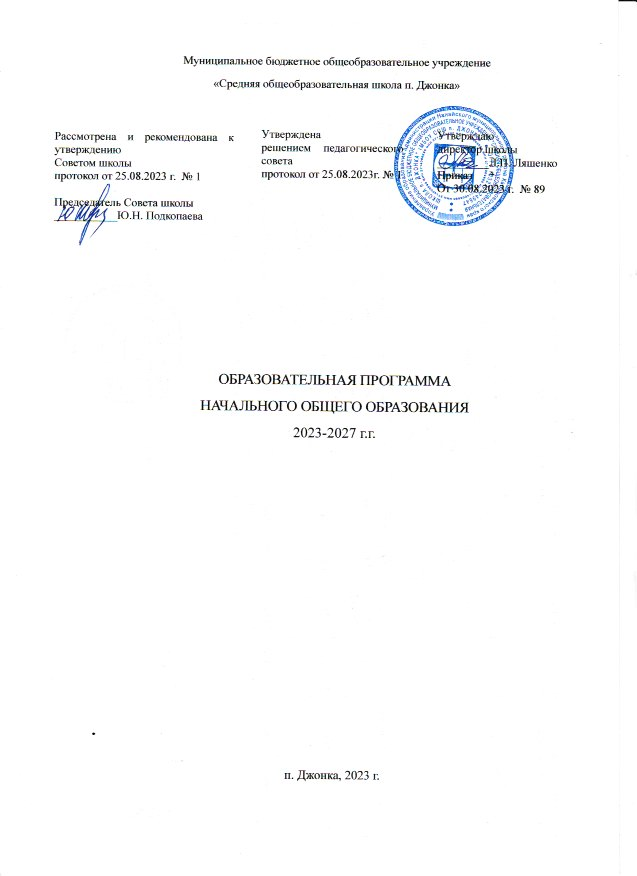 Муниципальное бюджетное общеобразовательное учреждение
«Средняя общеобразовательная школа п. Джонка»
Рассмотрена и рекомендована к
утверждению
Советом школы
протокол от 25.08.2023 г. № 1
Председатель Совета школы
Ю.Н. Подкопаева
Утверждена
решением педагогического
совета
протокол от 25.08.2023г. № 1
Утверждаю
директор школы
Ляшенко
Приказ
От 30.08.2023 г. № 89
ОБРАЗОВАТЕЛЬНАЯ ПРОГРАММА
НАЧАЛЬНОГО ОБЩЕГО ОБРАЗОВАНИЯ
2023-2027 г.г.
п. Джонка, 2023 г.